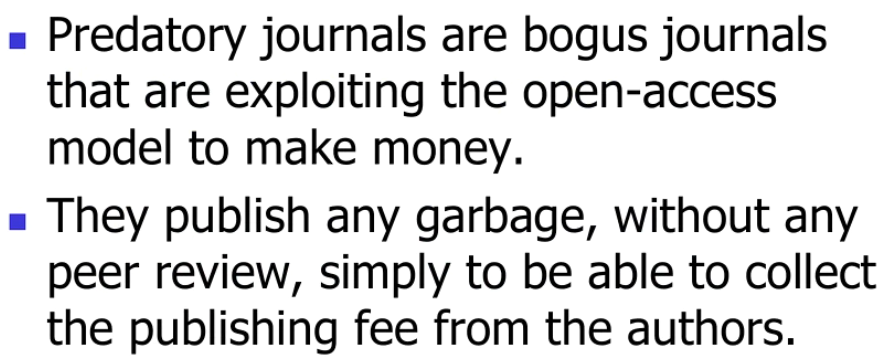 Predatory journals are bogus journals
that are exploiting the open-access
model to make money.
They publish any garbage, without any
peer review, simply to be able to collect
the publishing fee from the authors.